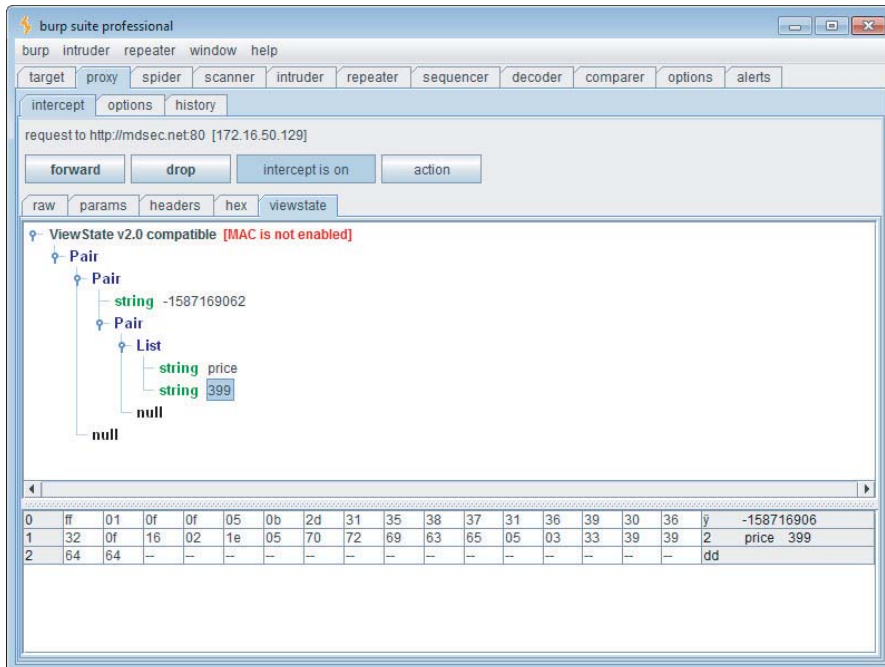 burp suite professional
burp intruder repeater window help
target proxy spider scanner intruder repeater sequencer decoder comparer options alerts
intercept options history
request to http://mdsec.net:80 [172.16.50.129]
forward drop intercept is on action
raw params headers hex viewstate
ViewState v2.0 compatible [MAC is not enabled]
Pair
Pair
string -1587169062
Pair
List
string price
string 399
null
null
0 ff 01 0f 0f 05 0b 2d 31 35 38 37 31 36 39 30 36 ÿ -158716906
1 32 0f 16 02 1e 05 70 72 69 63 65 05 03 33 39 39 2 price 399
2 64 64 -- -- -- -- -- -- -- -- -- -- -- -- -- -- dd